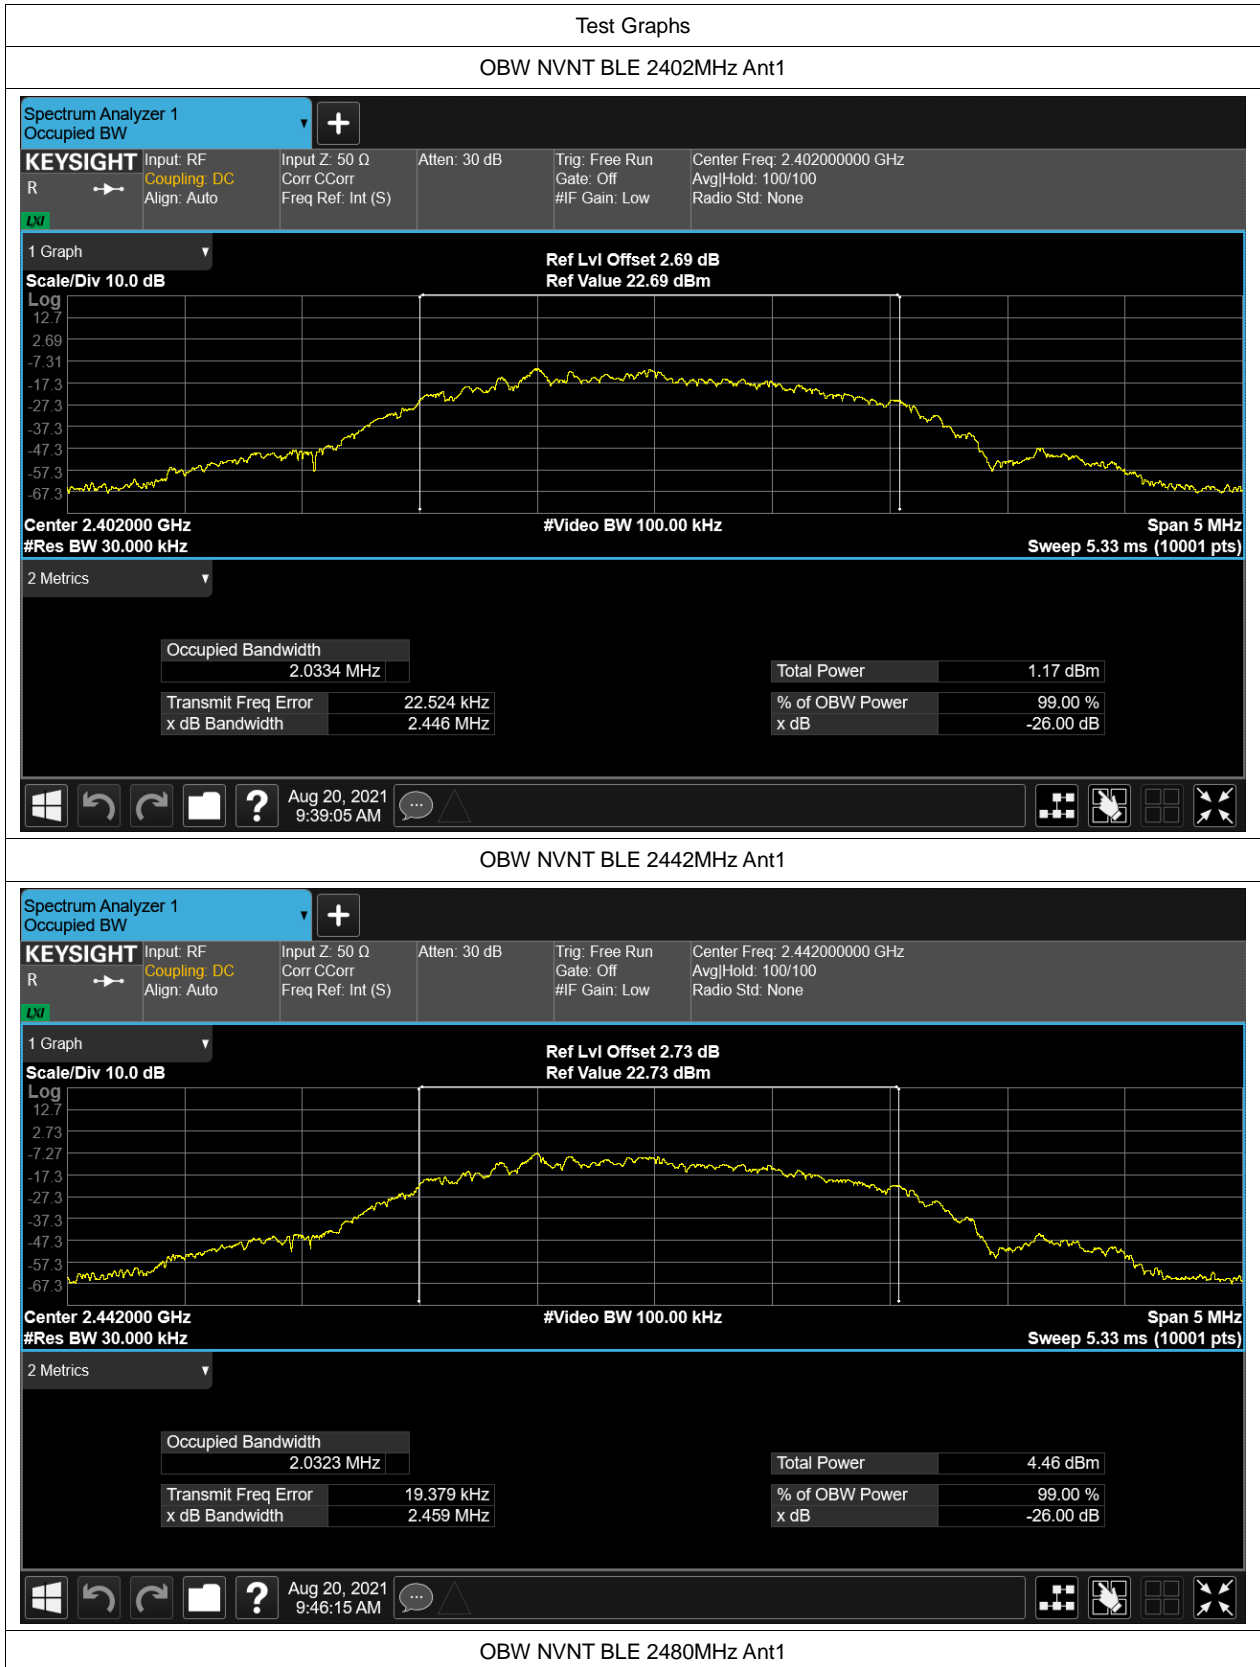 Test Graphs
OBW NVNT BLE 2402MHz Ant1
Spectrum Analyzer 1
Occupied BW
KEYSIGHT Input: RF Input Z: 50 Ω Atten: 30 dB Trig: Free Run Center Freq: 2.402000000 GHz
R Coupling: DC Corr CCorr Gate: Off Avg|Hold: 100/100
Align: Auto Freq Ref: Int (S) #IF Gain: Low Radio Std: None
LXI
1 Graph
Ref Lvl Offset 2.69 dB
Scale/Div 10.0 dB Ref Value 22.69 dBm
Log
12.7
2.69
-7.31
-17.3
-27.3
-37.3
-47.3
-57.3
-67.3
Center 2.402000 GHz #Video BW 100.00 kHz Span 5 MHz
#Res BW 30.000 kHz Sweep 5.33 ms (10001 pts)
2 Metrics
Occupied Bandwidth
2.0334 MHz Total Power 1.17 dBm
Transmit Freq Error 22.524 kHz % of OBW Power 99.00 %
x dB Bandwidth 2.446 MHz x dB -26.00 dB
? Aug 20, 2021
9:39:05 AM
OBW NVNT BLE 2442MHz Ant1
Spectrum Analyzer 1
Occupied BW
KEYSIGHT Input: RF Input Z: 50 Ω Atten: 30 dB Trig: Free Run Center Freq: 2.442000000 GHz
R Coupling: DC Corr CCorr Gate: Off Avg|Hold: 100/100
Align: Auto Freq Ref: Int (S) #IF Gain: Low Radio Std: None
LXI
1 Graph
Ref Lvl Offset 2.73 dB
Scale/Div 10.0 dB Ref Value 22.73 dBm
Log
12.7
2.73
-7.27
-17.3
-27.3
-37.3
-47.3
-57.3
-67.3
Center 2.442000 GHz #Video BW 100.00 kHz Span 5 MHz
#Res BW 30.000 kHz Sweep 5.33 ms (10001 pts)
2 Metrics
Occupied Bandwidth
2.0323 MHz Total Power 4.46 dBm
Transmit Freq Error 19.379 kHz % of OBW Power 99.00 %
x dB Bandwidth 2.459 MHz x dB -26.00 dB
? Aug 20, 2021
9:46:15 AM
OBW NVNT BLE 2480MHz Ant1